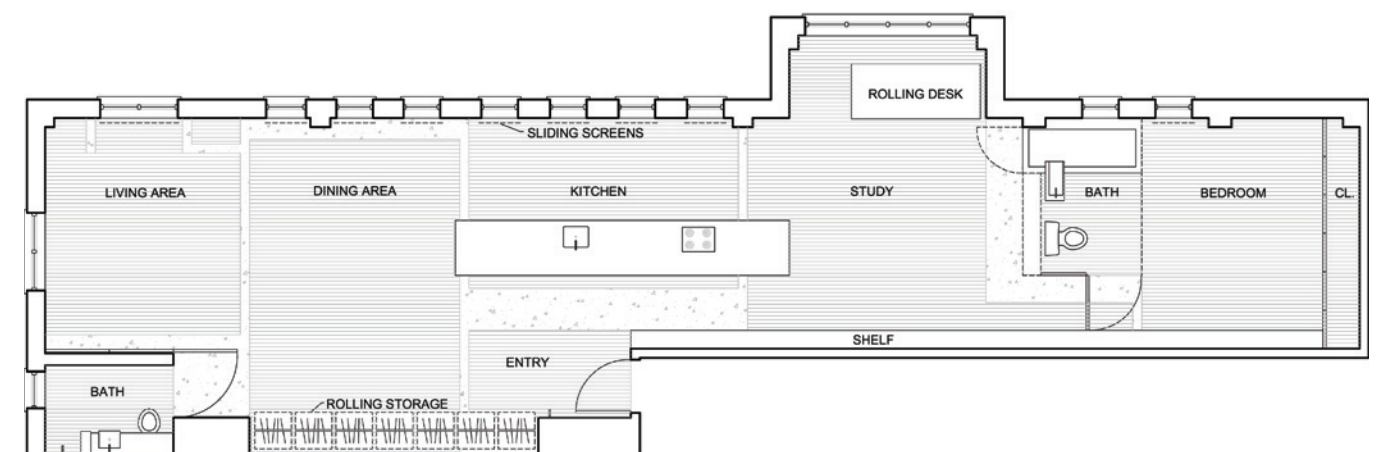 ROLLING DESK
SLIDING SCREENS
LIVING AREA
DINING AREA
KITCHEN
STUDY
BATH
BEDROOM
CL.
SHELF
ENTRY
BATH
ROLLING STORAGE